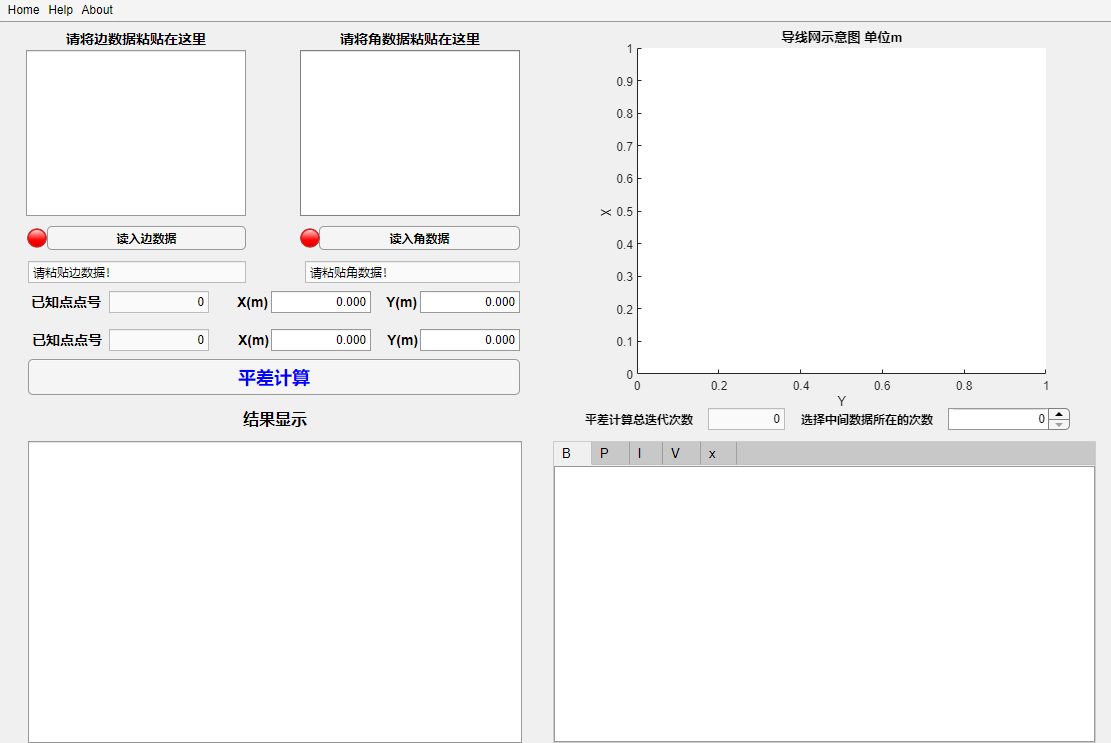 Home Help About
请将边数据粘贴在这里
请将角数据粘贴在这里
读入边数据
读入角数据
请粘贴边数据!
请粘贴角数据!
已知点点号 0 X(m) 0.000 Y(m) 0.000
已知点点号 0 X(m) 0.000 Y(m) 0.000
平差计算
结果显示
导线网示意图 单位m
1
0.9
0.8
0.7
0.6
X 0.5
0.4
0.3
0.2
0.1
0
0 0.2 0.4 0.6 0.8 1
Y
平差计算总迭代次数 0 选择中间数据所在的次数 0
B P l V x